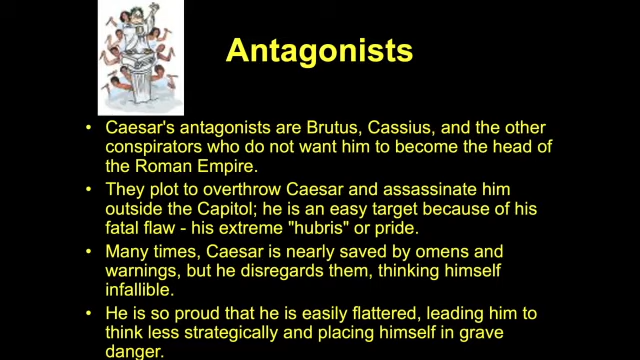 Antagonists
• Caesar's antagonists are Brutus, Cassius, and the other
conspirators who do not want him to become the head of
the Roman Empire.
• They plot to overthrow Caesar and assassinate him
outside the Capitol; he is an easy target because of his
fatal flaw - his extreme "hubris" or pride.
• Many times, Caesar is nearly saved by omens and
warnings, but he disregards them, thinking himself
infallible.
• He is so proud that he is easily flattered, leading him to
think less strategically and placing himself in grave
danger.